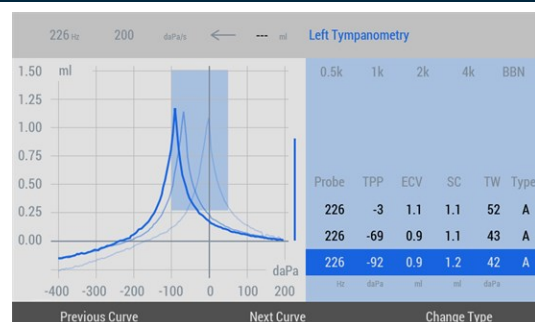 226 Hz 200 daPa/s --- ml Left Tympanometry
1.50 ml
1.25
1.00
0.75
0.50
0.25
0.00
daPa
-400 -300 -200 -100 0 100 200
0.5k 1k 2k 4k BBN
Probe TPP ECV SC TW Type
226 -3 1.1 1.1 52 A
226 -69 0.9 1.1 43 A
226 -92 0.9 1.2 42 A
Hz daPa ml ml daPa
Previous Curve Next Curve Change Type